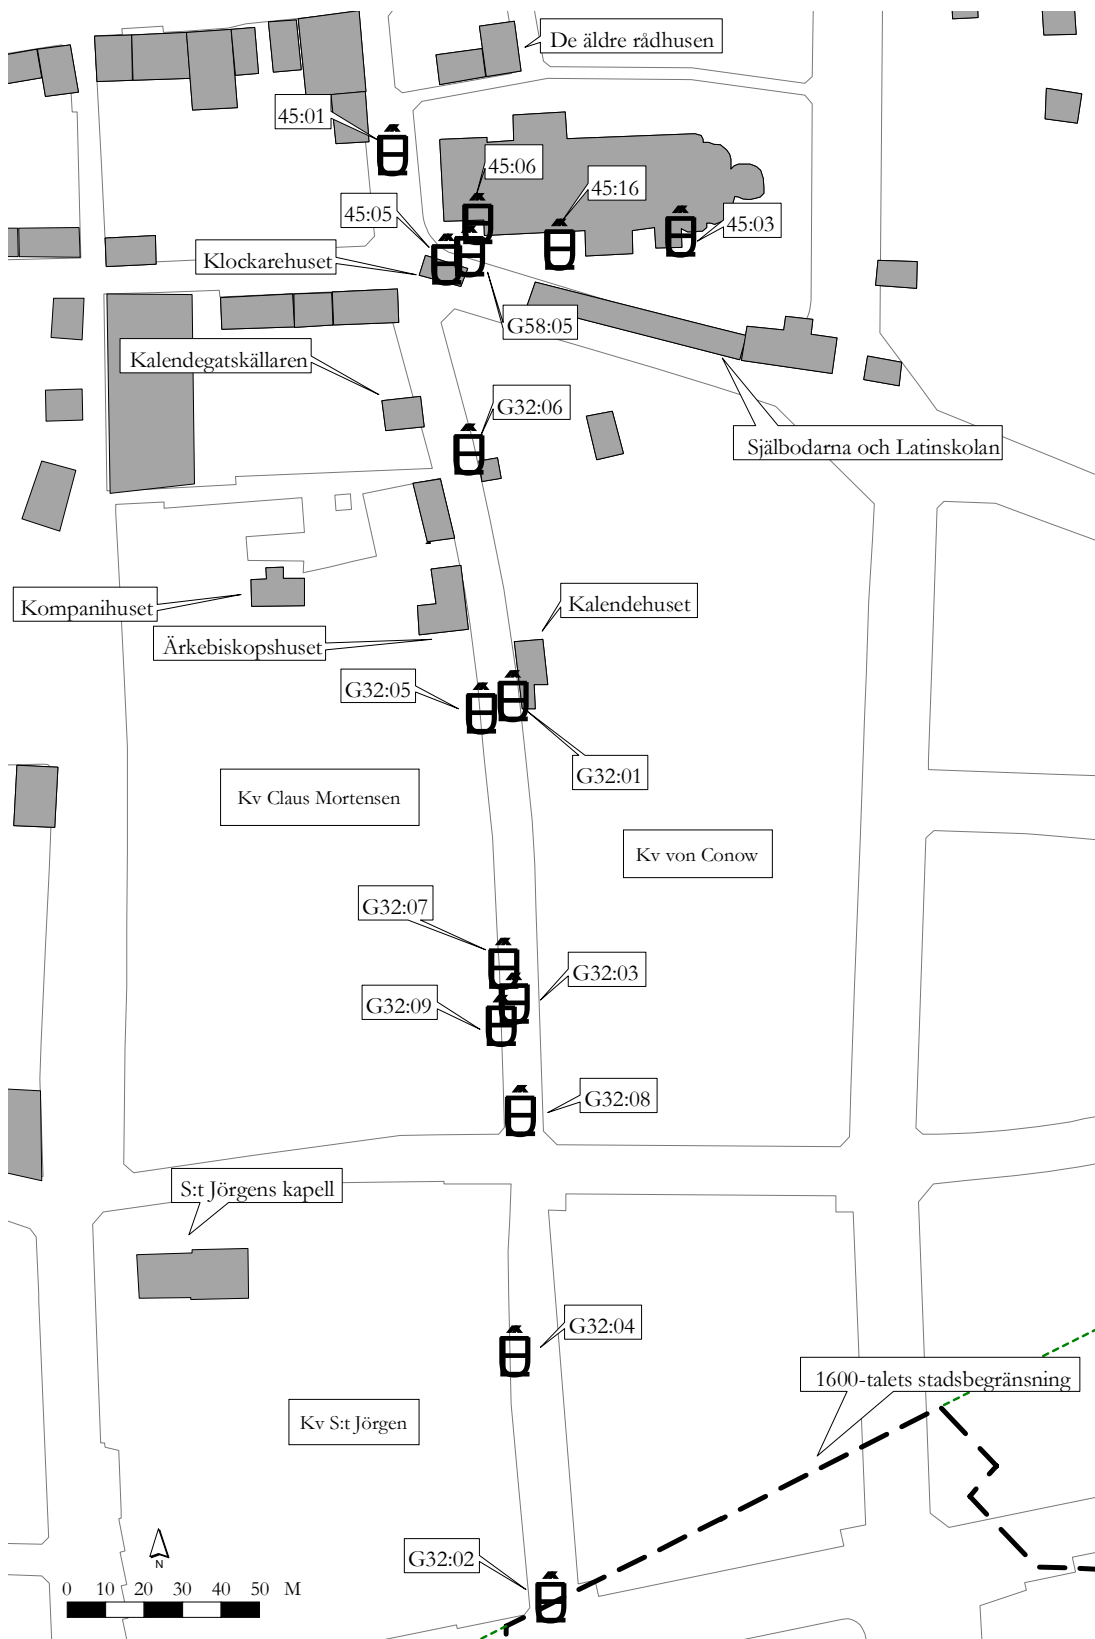 De äldre rådhusen
45:01
45:06
45:16
45:05
45:03
Klockarehuset
G58:05
Kalendegatskällaren
G32:06
Själbodarna och Latinskolan
Kompanihuset
Kalendehuset
Ärkebiskopshuset
G32:05
G32:01
Kv Claus Mortensen
Kv von Conow
G32:07
G32:03
G32:09
G32:08
S:t Jörgens kapell
G32:04
1600-talets stadsbegränsning
Kv S:t Jörgen
G32:02
N
0 10 20 30 40 50 M